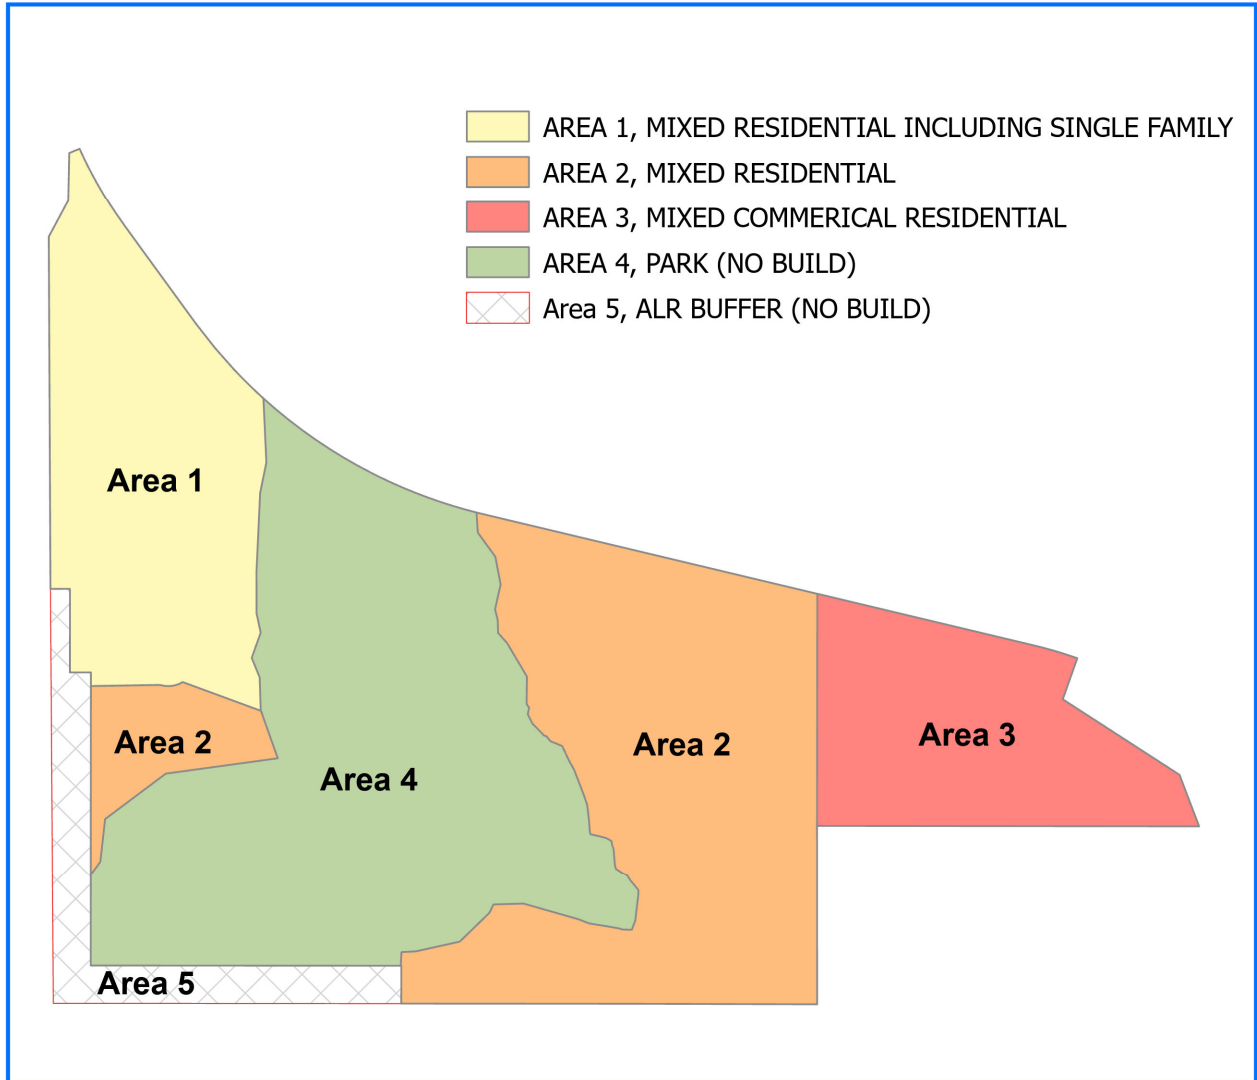 AREA 1, MIXED RESIDENTIAL INCLUDING SINGLE FAMILY
AREA 2, MIXED RESIDENTIAL
AREA 3, MIXED COMMERICAL RESIDENTIAL
AREA 4, PARK (NO BUILD)
Area 5, ALR BUFFER (NO BUILD)
Area 1
Area 2
Area 4
Area 2
Area 3
Area 5